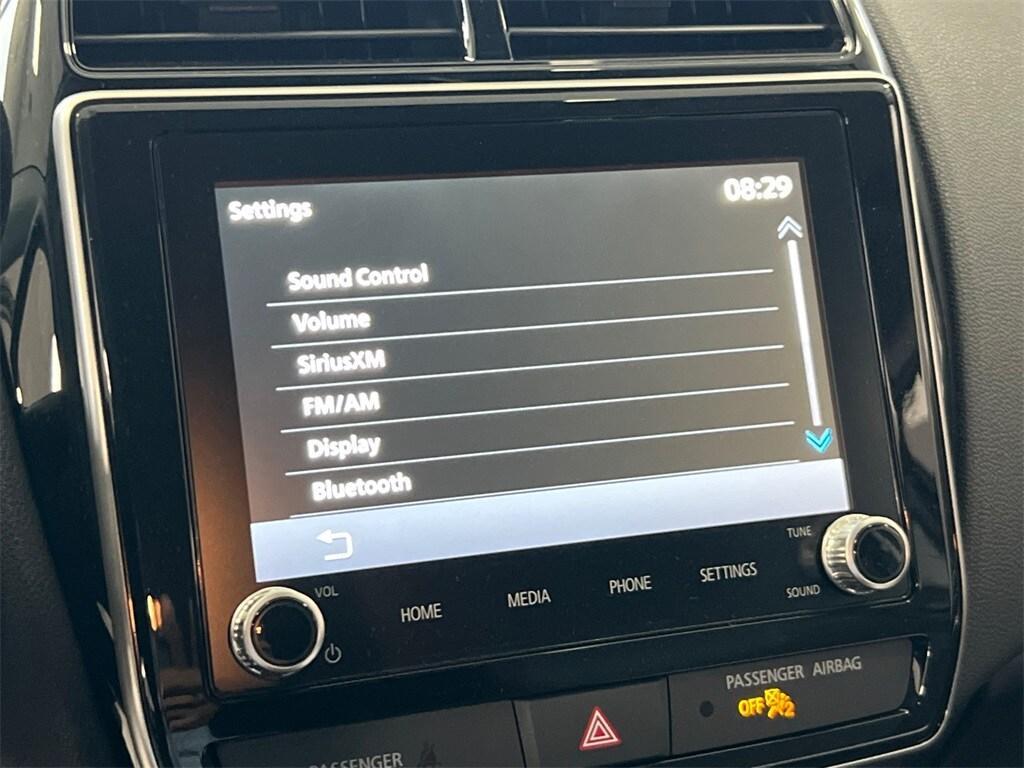 08:29
Settings
Sound Control
Volume
SiriusXM
FM/AM
Display
Bluetooth
VOL
HOME
MEDIA
PHONE
SETTINGS
TUNE
SOUND
PASSENGER AIRBAG
OFF 2
PASSENGER